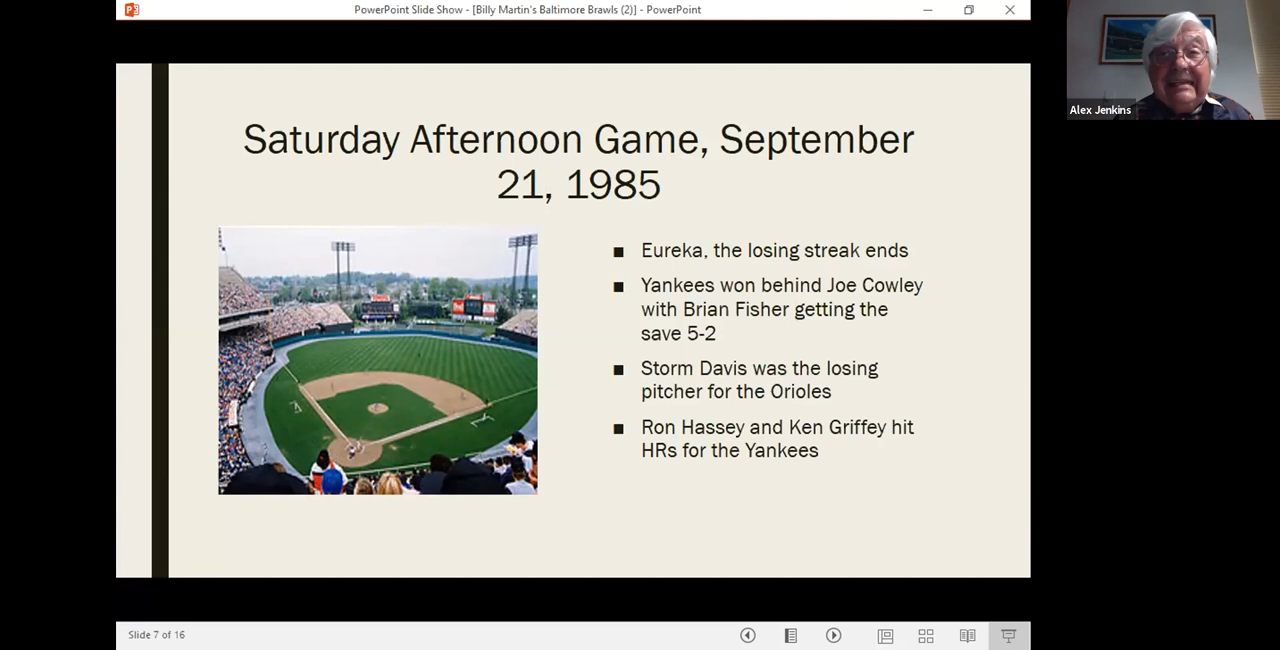 PowerPoint Slide Show - [Billy Martin's Baltimore Brawls (2)] - PowerPoint
Alex Jenkins
Saturday Afternoon Game, September
21, 1985
■ Eureka, the losing streak ends
■ Yankees won behind Joe Cowley
with Brian Fisher getting the
save 5-2
■ Storm Davis was the losing
pitcher for the Orioles
■ Ron Hassey and Ken Griffey hit
HRs for the Yankees
Slide 7 of 16